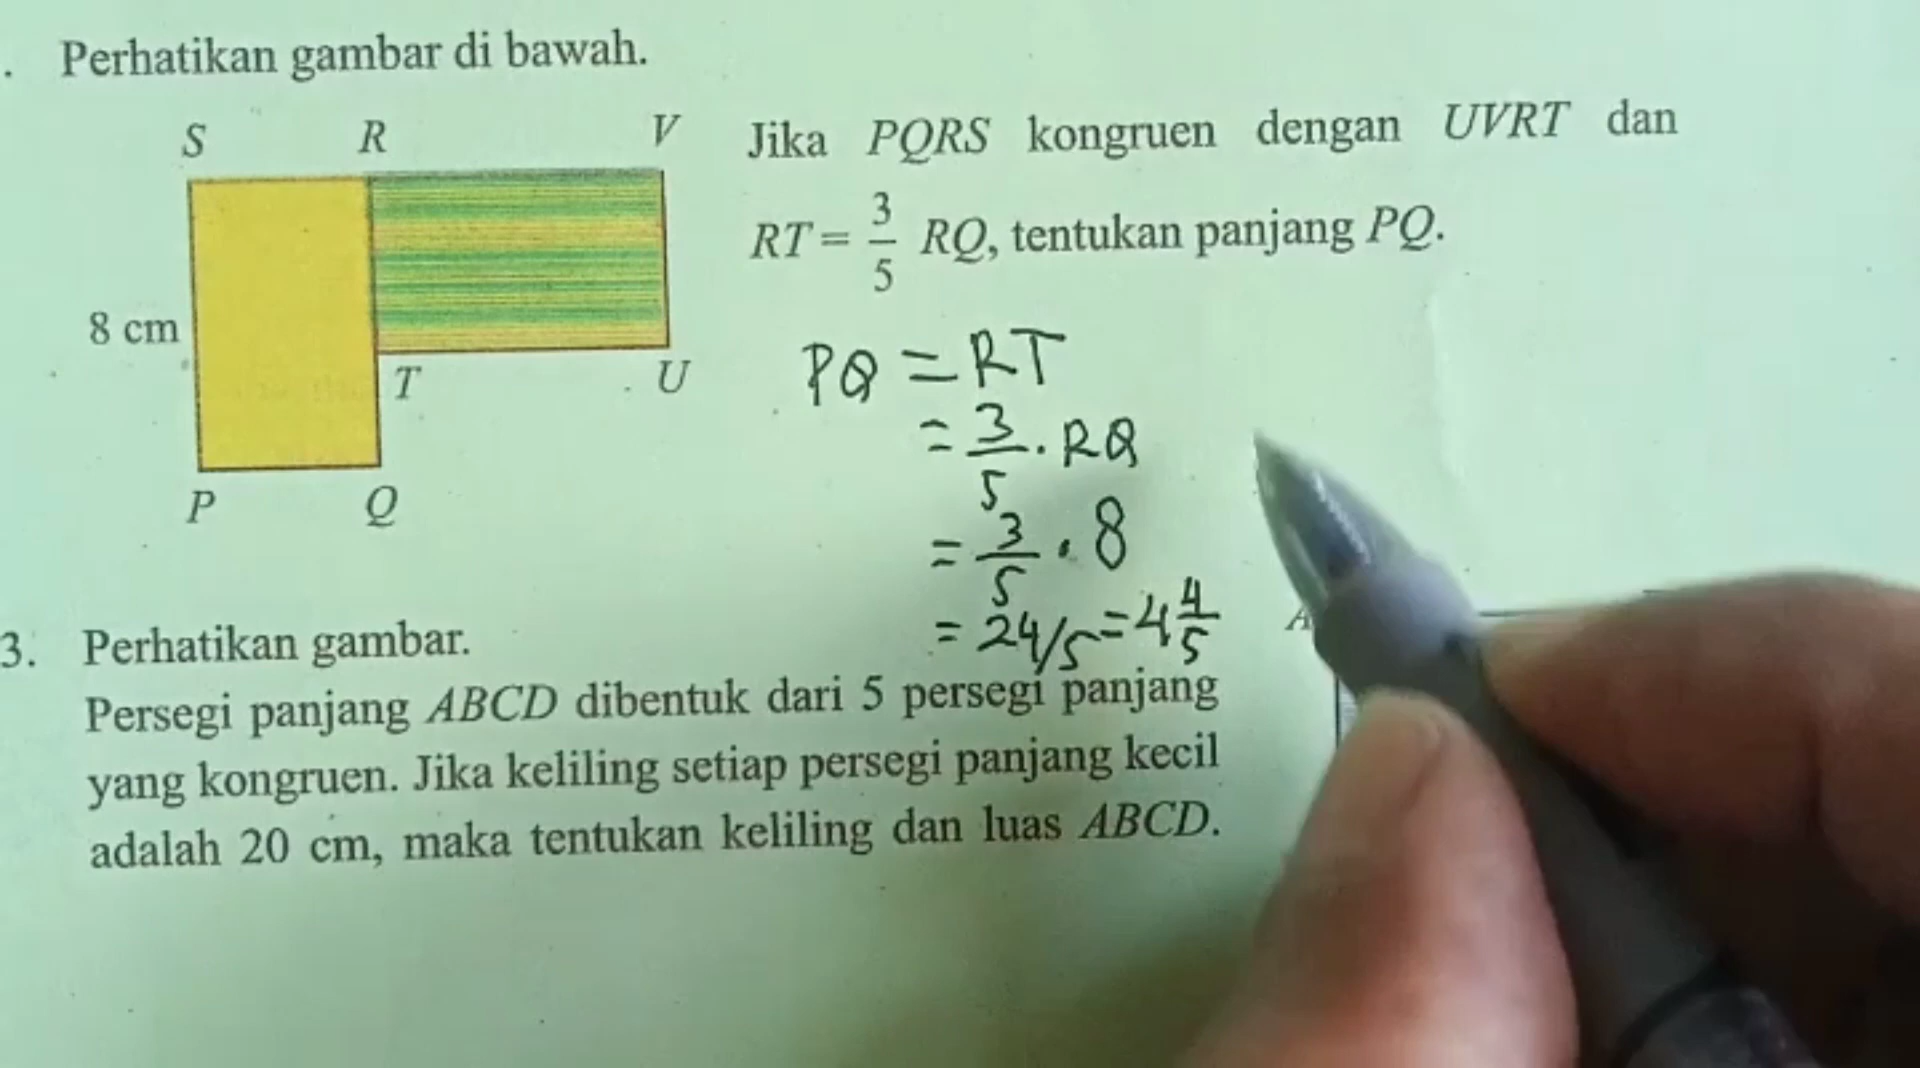 . Perhatikan gambar di bawah.
S R V
8 cm
T U
P Q
Jika PQRS kongruen dengan UVRT dan
RT = 3/5 RQ, tentukan panjang PQ.
PQ = RT
= 3/5 . RQ
= 3/5 . 8
= 24/5 = 4 4/5
3. Perhatikan gambar.
Persegi panjang ABCD dibentuk dari 5 persegi panjang
yang kongruen. Jika keliling setiap persegi panjang kecil
adalah 20 cm, maka tentukan keliling dan luas ABCD.
A